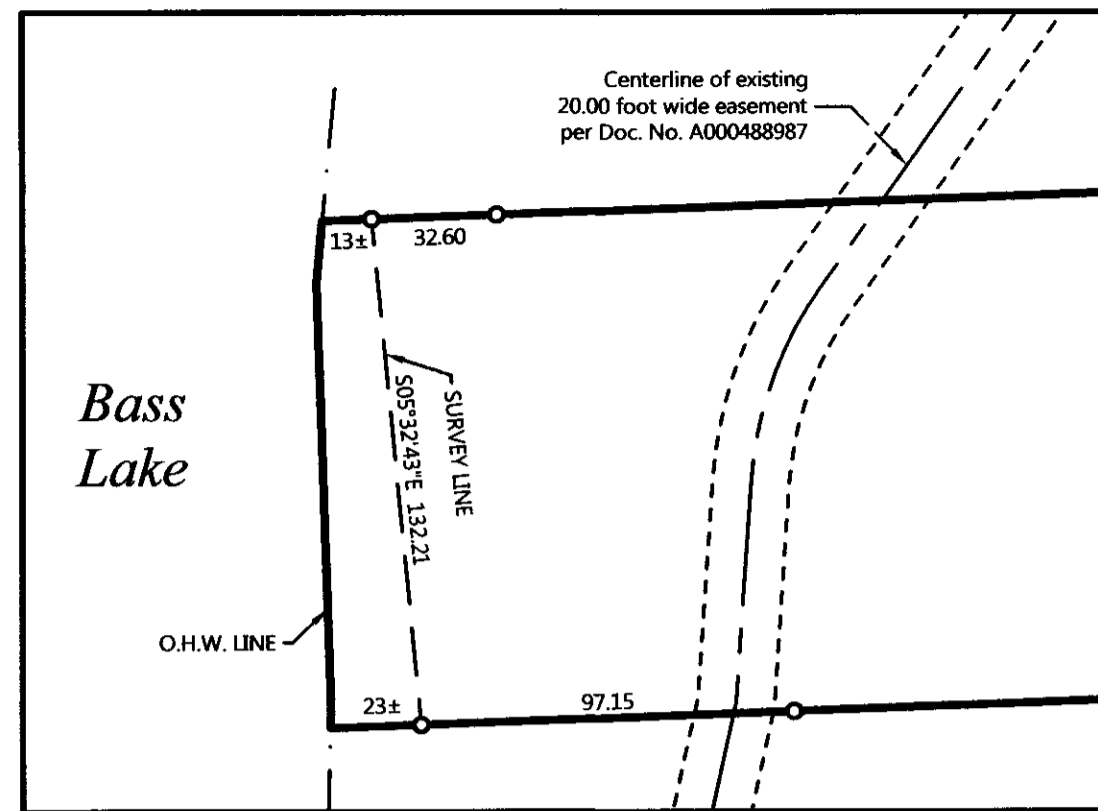 Centerline of existing
20.00 foot wide easement
per Doc. No. A000488987
13±
32.60
Bass
Lake
SURVEY LINE
S05°32'43"E 132.21
O.H.W. LINE
23±
97.15